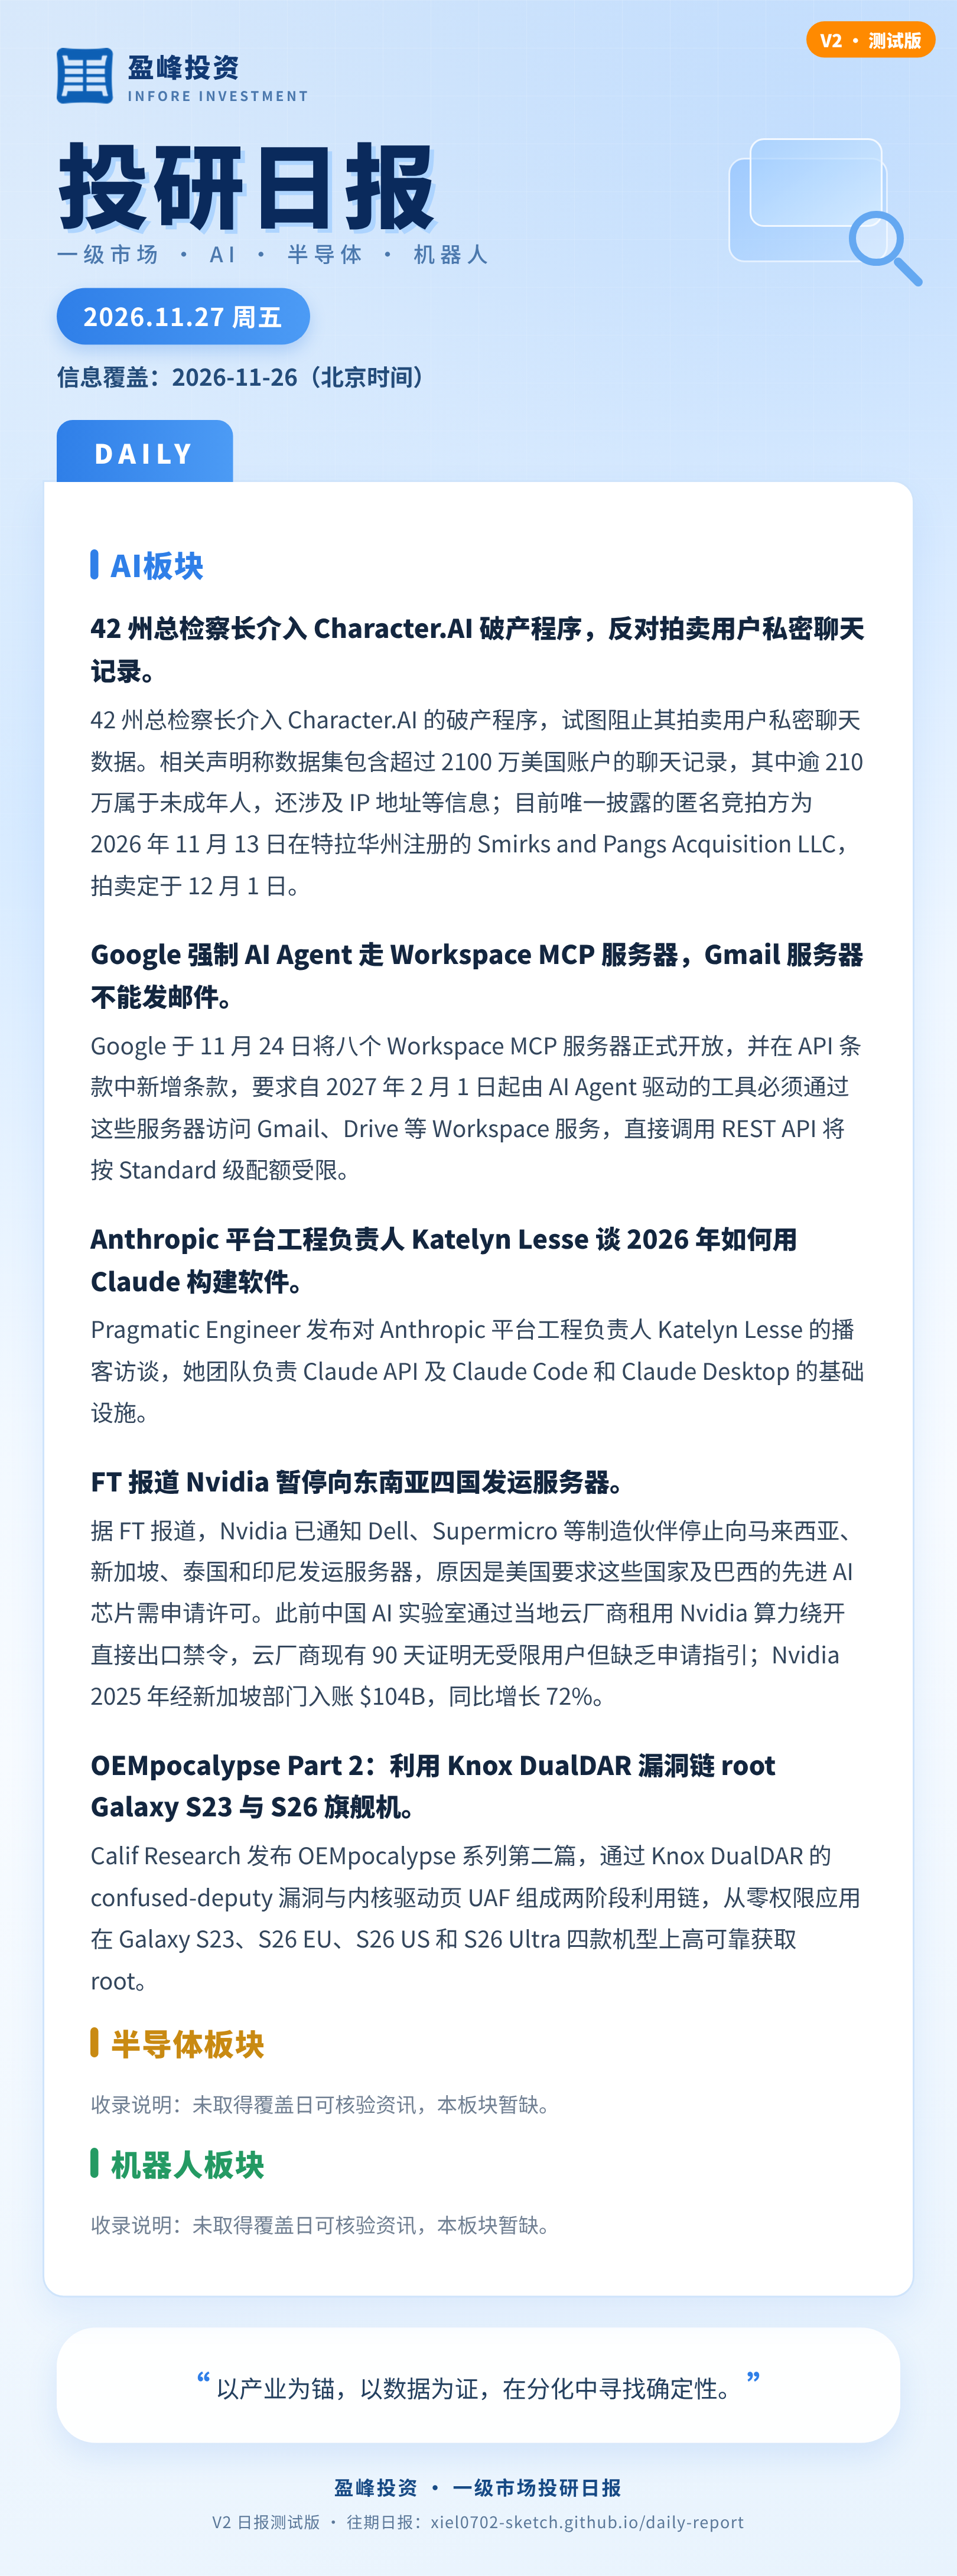 V2 · 测试版
盈峰投资
INFORE INVESTMENT
投研日报
一级市场 · AI · 半导体 · 机器人
2026.11.27 周五
信息覆盖：2026-11-26（北京时间）
DAILY
AI板块
42 州总检察长介入 Character.AI 破产程序，反对拍卖用户私密聊天
记录。
42 州总检察长介入 Character.AI 的破产程序，试图阻止其拍卖用户私密聊天
数据。相关声明称数据集包含超过 2100 万美国账户的聊天记录，其中逾 210
万属于未成年人，还涉及 IP 地址等信息；目前唯一披露的匿名竞拍方为
2026 年 11 月 13 日在特拉华州注册的 Smirks and Pangs Acquisition LLC，
拍卖定于 12 月 1 日。
Google 强制 AI Agent 走 Workspace MCP 服务器，Gmail 服务器
不能发邮件。
Google 于 11 月 24 日将八个 Workspace MCP 服务器正式开放，并在 API 条
款中新增条款，要求自 2027 年 2 月 1 日起由 AI Agent 驱动的工具必须通过
这些服务器访问 Gmail、Drive 等 Workspace 服务，直接调用 REST API 将
按 Standard 级配额受限。
Anthropic 平台工程负责人 Katelyn Lesse 谈 2026 年如何用
Claude 构建软件。
Pragmatic Engineer 发布对 Anthropic 平台工程负责人 Katelyn Lesse 的播
客访谈，她团队负责 Claude API 及 Claude Code 和 Claude Desktop 的基础
设施。
FT 报道 Nvidia 暂停向东南亚四国发运服务器。
据 FT 报道，Nvidia 已通知 Dell、Supermicro 等制造伙伴停止向马来西亚、
新加坡、泰国和印尼发运服务器，原因是美国要求这些国家及巴西的先进 AI
芯片需申请许可。此前中国 AI 实验室通过当地云厂商租用 Nvidia 算力绕开
直接出口禁令，云厂商现有 90 天证明无受限用户但缺乏申请指引；Nvidia
2025 年经新加坡部门入账 $104B，同比增长 72%。
OEMpocalypse Part 2：利用 Knox DualDAR 漏洞链 root
Galaxy S23 与 S26 旗舰机。
Calif Research 发布 OEMpocalypse 系列第二篇，通过 Knox DualDAR 的
confused-deputy 漏洞与内核驱动页 UAF 组成两阶段利用链，从零权限应用
在 Galaxy S23、S26 EU、S26 US 和 S26 Ultra 四款机型上高可靠获取
root。
半导体板块
收录说明：未取得覆盖日可核验资讯，本板块暂缺。
机器人板块
收录说明：未取得覆盖日可核验资讯，本板块暂缺。
“以产业为锚，以数据为证，在分化中寻找确定性。”
盈峰投资 · 一级市场投研日报
V2 日报测试版 · 往期日报：xiel0702-sketch.github.io/daily-report